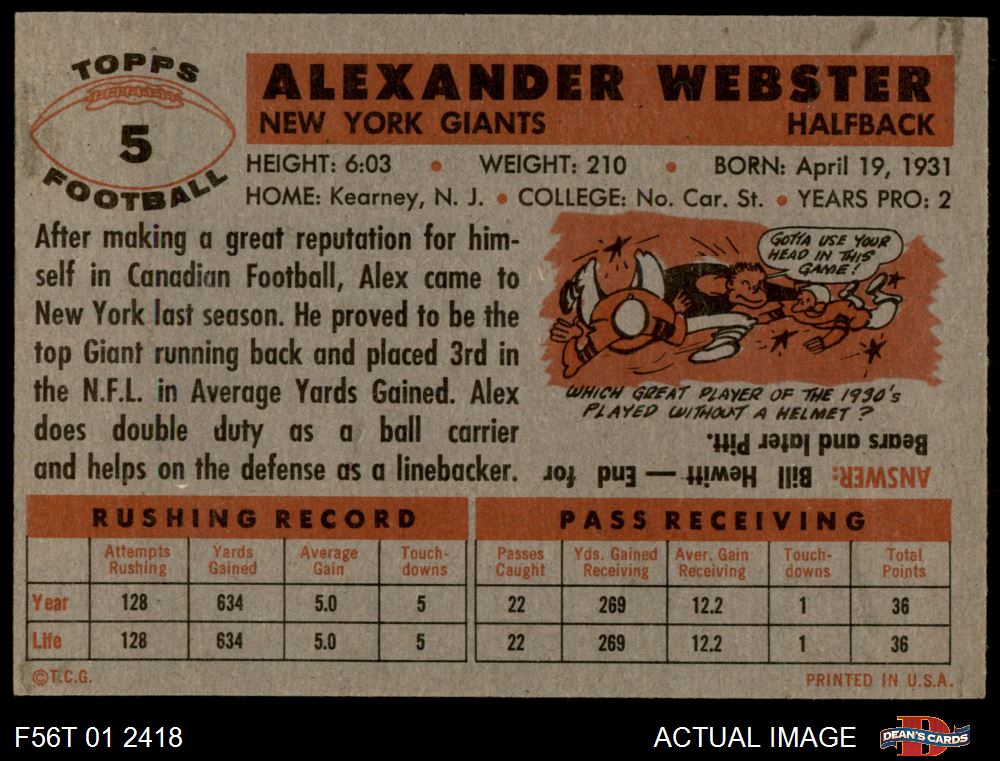 TOPPS
5
FOOTBALL
ALEXANDER WEBSTER
NEW YORK GIANTS HALFBACK
HEIGHT: 6:03 • WEIGHT: 210 • BORN: April 19, 1931
HOME: Kearney, N. J. • COLLEGE: No. Car. St. • YEARS PRO: 2
After making a great reputation for him-
self in Canadian Football, Alex came to
New York last season. He proved to be the
top Giant running back and placed 3rd in
the N.F.L. in Average Yards Gained. Alex
does double duty as a ball carrier
and helps on the defense as a linebacker.
GOTTA USE YOUR
HEAD IN THIS
GAME!
WHICH GREAT PLAYER OF THE 1930's
PLAYED WITHOUT A HELMET?
ANSWER: Bill Hewitt — End for
Bears and later Pitt.
RUSHING RECORD
Attempts Rushing Yards Gained Average Gain Touch-downs
Year 128 634 5.0 5
Life 128 634 5.0 5
PASS RECEIVING
Passes Caught Yds. Gained Receiving Aver. Gain Receiving Touch-downs Total Points
22 269 12.2 1 36
22 269 12.2 1 36
©T.C.G. PRINTED IN U.S.A.
F56T 01 2418 ACTUAL IMAGE DEAN'S CARDS